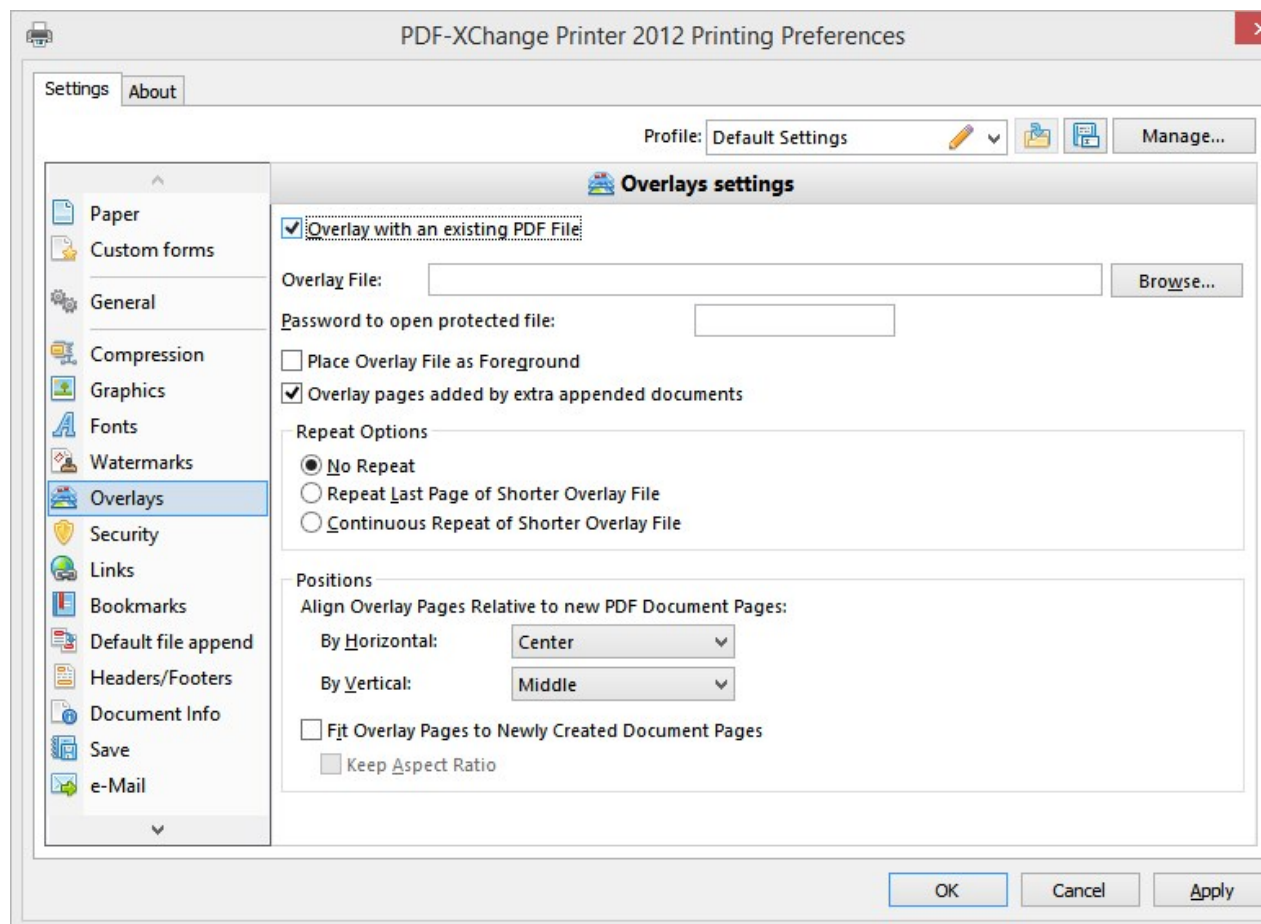 PDF-XChange Printer 2012 Printing Preferences
Settings
About
Profile:
Default Settings
Manage...
Paper
Custom forms
General
Compression
Graphics
Fonts
Watermarks
Overlays
Security
Links
Bookmarks
Default file append
Headers/Footers
Document Info
Save
e-Mail
Overlays settings
Overlay with an existing PDF File
Overlay File:
Browse...
Password to open protected file:
Place Overlay File as Foreground
Overlay pages added by extra appended documents
Repeat Options
No Repeat
Repeat Last Page of Shorter Overlay File
Continuous Repeat of Shorter Overlay File
Positions
Align Overlay Pages Relative to new PDF Document Pages:
By Horizontal:
Center
By Vertical:
Middle
Fit Overlay Pages to Newly Created Document Pages
Keep Aspect Ratio
OK
Cancel
Apply